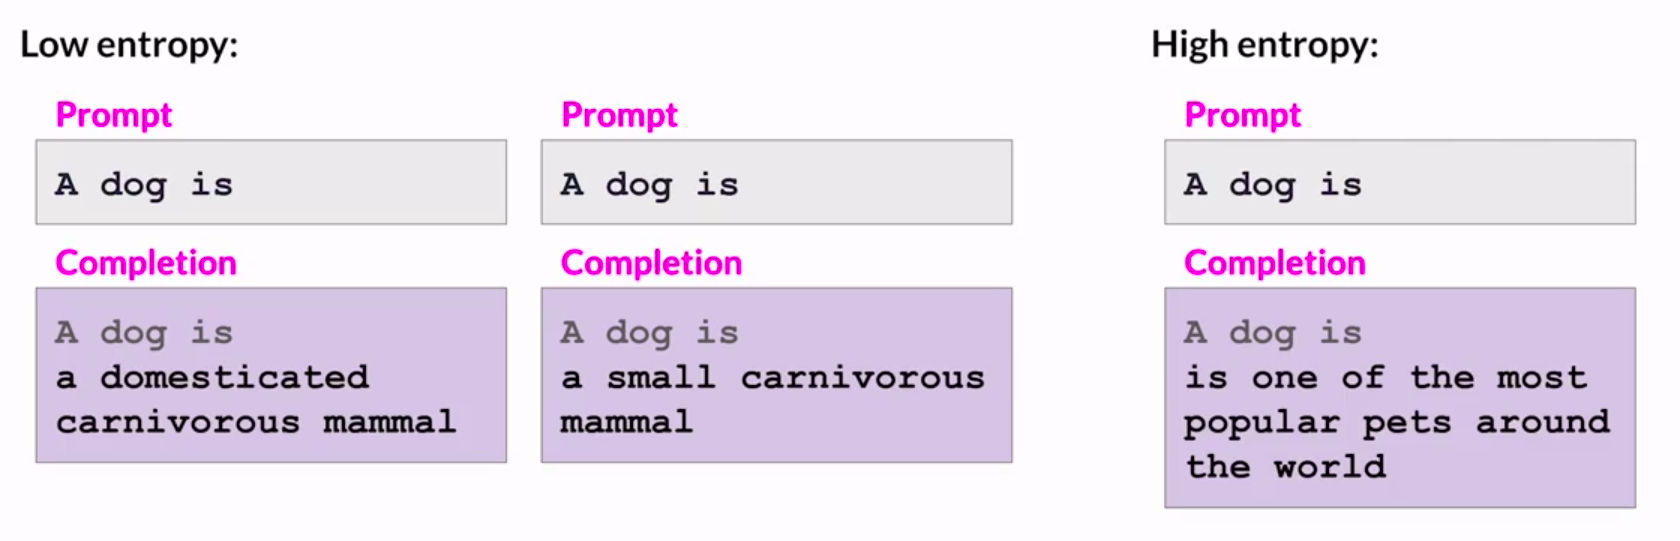 Low entropy:
Prompt
A dog is
Completion
A dog is
a domesticated
carnivorous mammal
Prompt
A dog is
Completion
A dog is
a small carnivorous
mammal
High entropy:
Prompt
A dog is
Completion
A dog is
is one of the most
popular pets around
the world